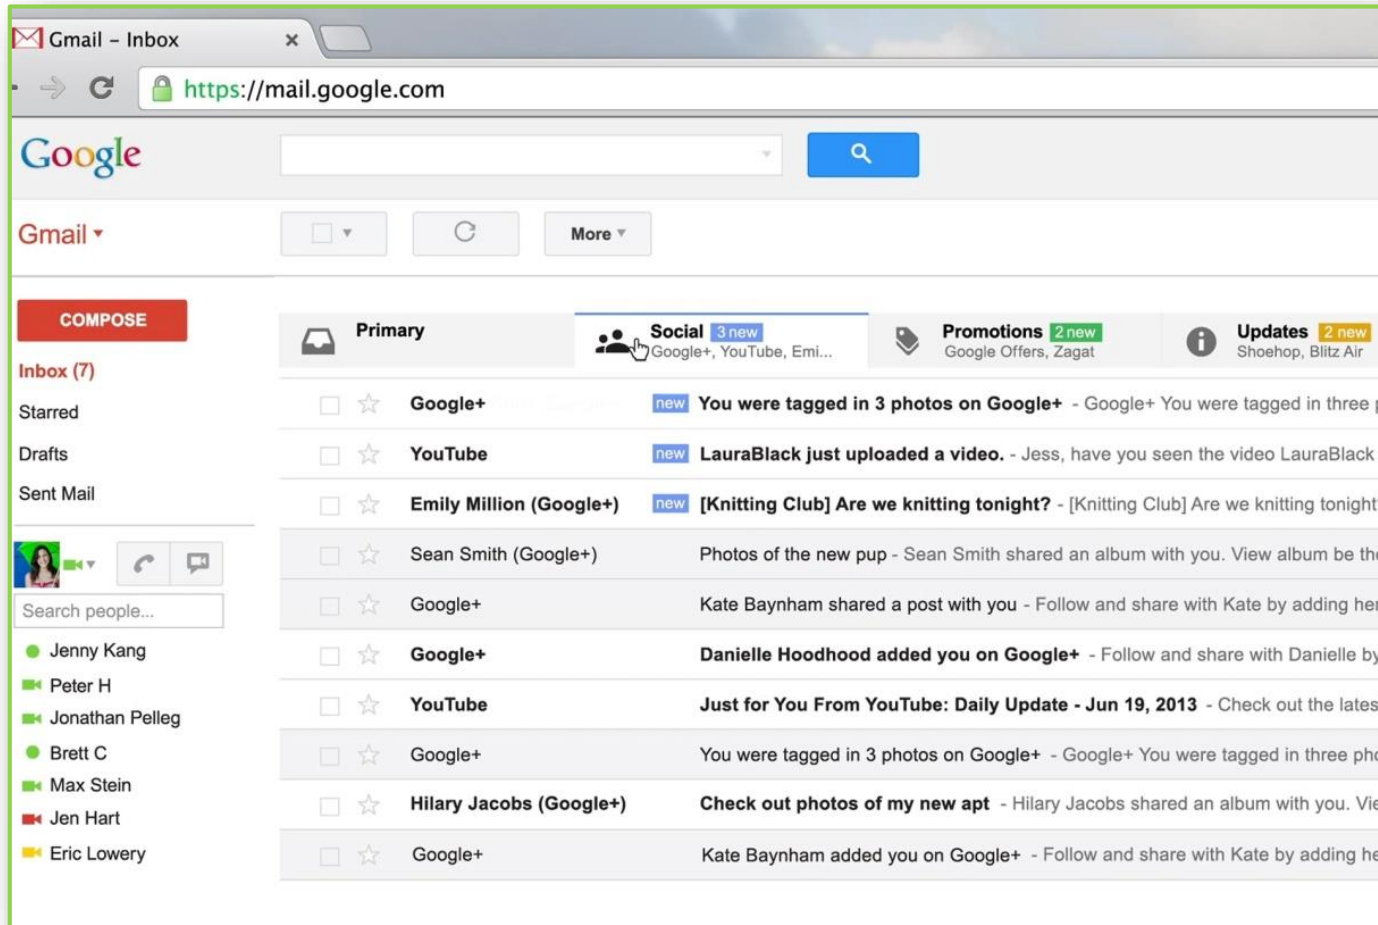 Gmail – Inbox
https://mail.google.com
Google
Gmail
More
COMPOSE
Inbox (7)
Starred
Drafts
Sent Mail
Search people...
Jenny Kang
Peter H
Jonathan Pelleg
Brett C
Max Stein
Jen Hart
Eric Lowery
Primary
Social 3 new
Google+, YouTube, Emi...
Promotions 2 new
Google Offers, Zagat
Updates 2 new
Shoehop, Blitz Air
Google+ new You were tagged in 3 photos on Google+ - Google+ You were tagged in three
YouTube new LauraBlack just uploaded a video. - Jess, have you seen the video LauraBlack
Emily Million (Google+) new [Knitting Club] Are we knitting tonight? - [Knitting Club] Are we knitting tonight
Sean Smith (Google+) Photos of the new pup - Sean Smith shared an album with you. View album be
Google+ Kate Baynham shared a post with you - Follow and share with Kate by adding
Google+ Danielle Hoodhood added you on Google+ - Follow and share with Danielle by
YouTube Just for You From YouTube: Daily Update - Jun 19, 2013 - Check out the
Google+ You were tagged in 3 photos on Google+ - Google+ You were tagged in three
Hilary Jacobs (Google+) Check out photos of my new apt - Hilary Jacobs shared an album with you.
Google+ Kate Baynham added you on Google+ - Follow and share with Kate by adding